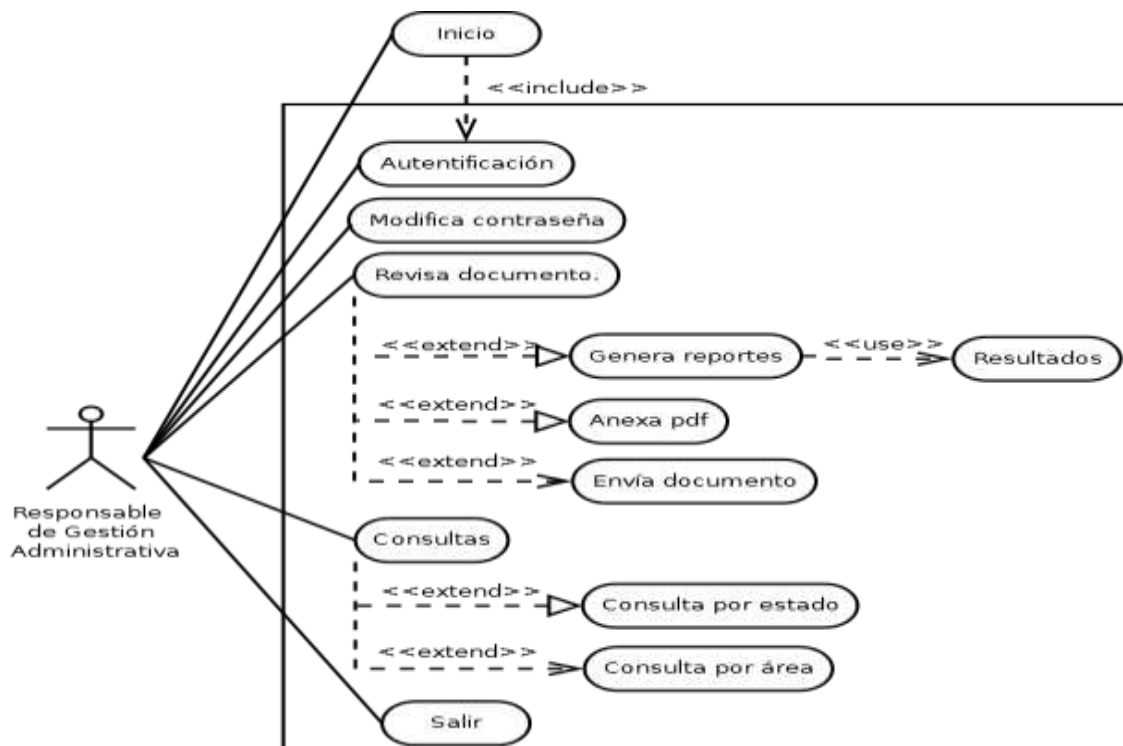 Inicio
<<include>>
Autentificación
Modifica contraseña
Revisa documento.
<<extend>>
Genera reportes
<<use>>
Resultados
<<extend>>
Anexa pdf
<<extend>>
Envía documento
Responsable
de Gestión
Administrativa
Consultas
<<extend>>
Consulta por estado
<<extend>>
Consulta por área
Salir